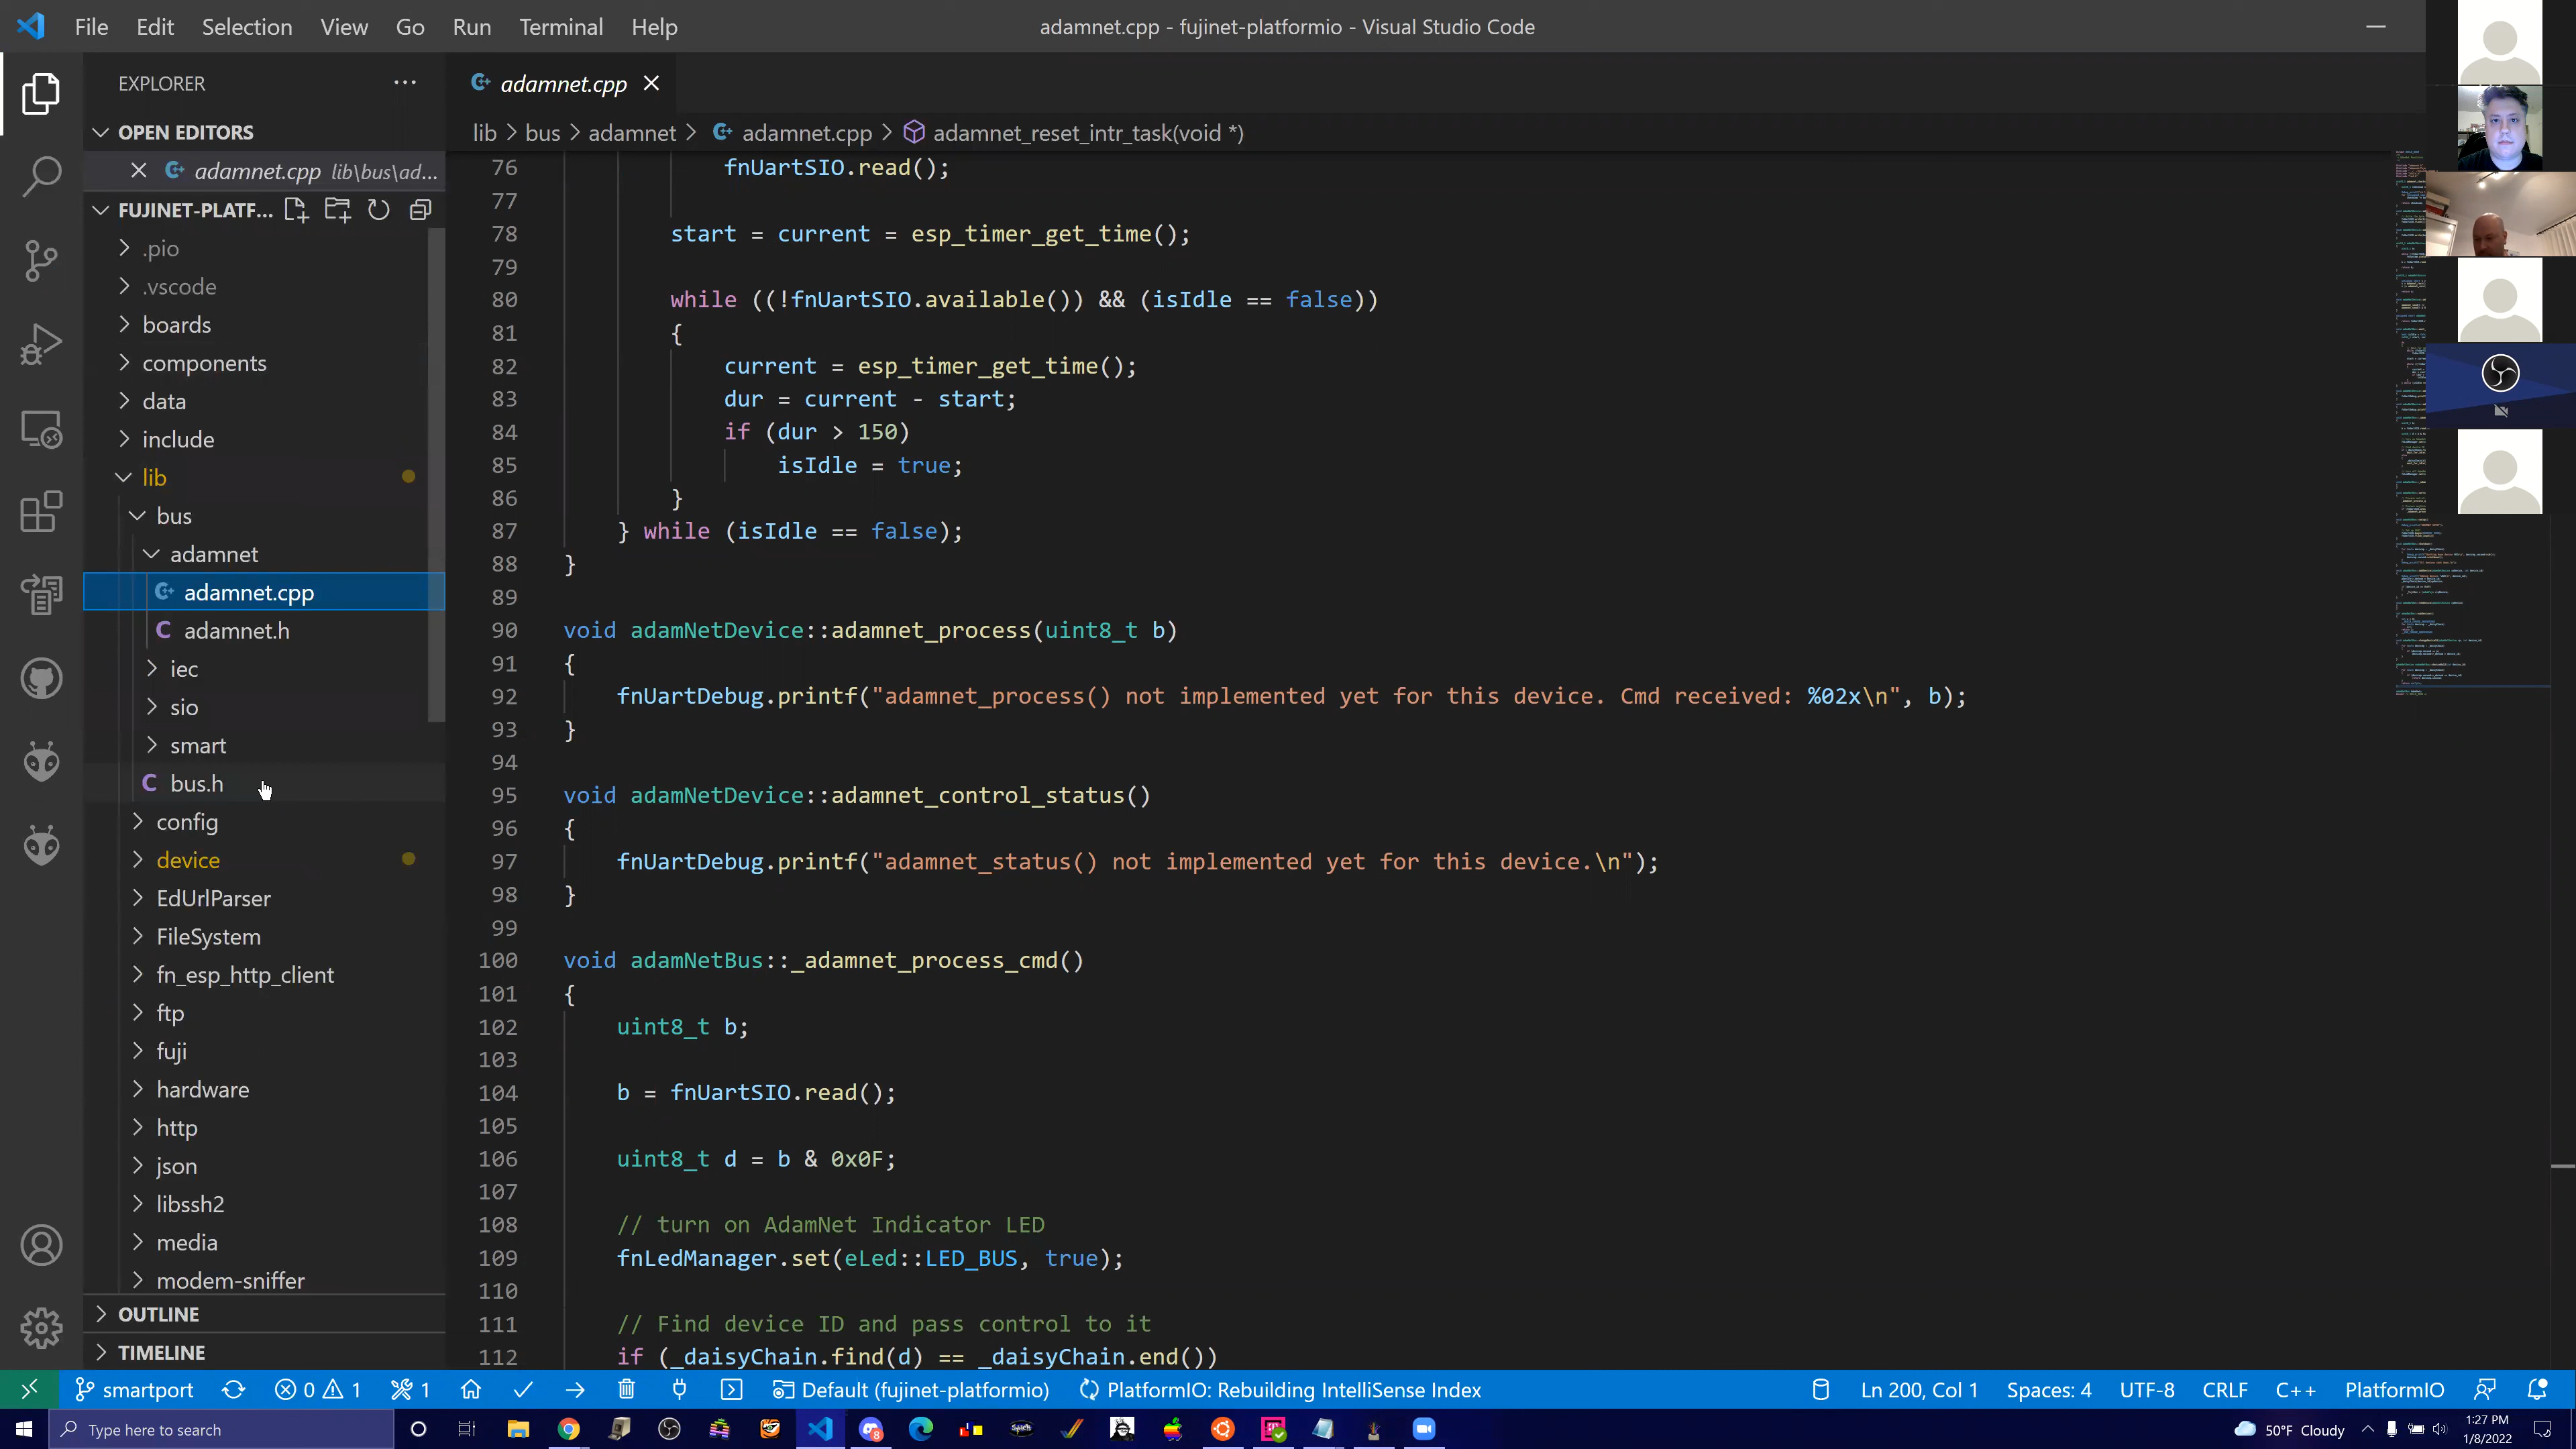 File Edit Selection View Go Run Terminal Help
adamnet.cpp - fujinet-platformio - Visual Studio Code
EXPLORER
OPEN EDITORS
adamnet.cpp lib\bus\ad...
FUJINET-PLATF...
.pio
.vscode
boards
components
data
include
lib
bus
adamnet
adamnet.cpp
adamnet.h
iec
sio
smart
bus.h
config
device
EdUrlParser
FileSystem
fn_esp_http_client
ftp
fuji
hardware
http
json
libssh2
media
modem-sniffer
OUTLINE
TIMELINE
adamnet.cpp
lib > bus > adamnet > adamnet.cpp > adamnet_reset_intr_task(void *)
76 fnUartSIO.read();
77
78 start = current = esp_timer_get_time();
79
80 while ((!fnUartSIO.available()) && (isIdle == false))
81 {
82 current = esp_timer_get_time();
83 dur = current - start;
84 if (dur > 150)
85 isIdle = true;
86 }
87 } while (isIdle == false);
88 }
89
90 void adamNetDevice::adamnet_process(uint8_t b)
91 {
92 fnUartDebug.printf("adamnet_process() not implemented yet for this device. Cmd received: %02x\n", b);
93 }
94
95 void adamNetDevice::adamnet_control_status()
96 {
97 fnUartDebug.printf("adamnet_status() not implemented yet for this device.\n");
98 }
99
100 void adamNetBus::_adamnet_process_cmd()
101 {
102 uint8_t b;
103
104 b = fnUartSIO.read();
105
106 uint8_t d = b & 0x0F;
107
108 // turn on AdamNet Indicator LED
109 fnLedManager.set(eLed::LED_BUS, true);
110
111 // Find device ID and pass control to it
112 if (_daisyChain.find(d) == _daisyChain.end())
smartport 0 1 1 Default (fujinet-platformio) PlatformIO: Rebuilding IntelliSense Index Ln 200, Col 1 Spaces: 4 UTF-8 CRLF C++ PlatformIO
Type here to search
8
50°F Cloudy
1:27 PM
1/8/2022